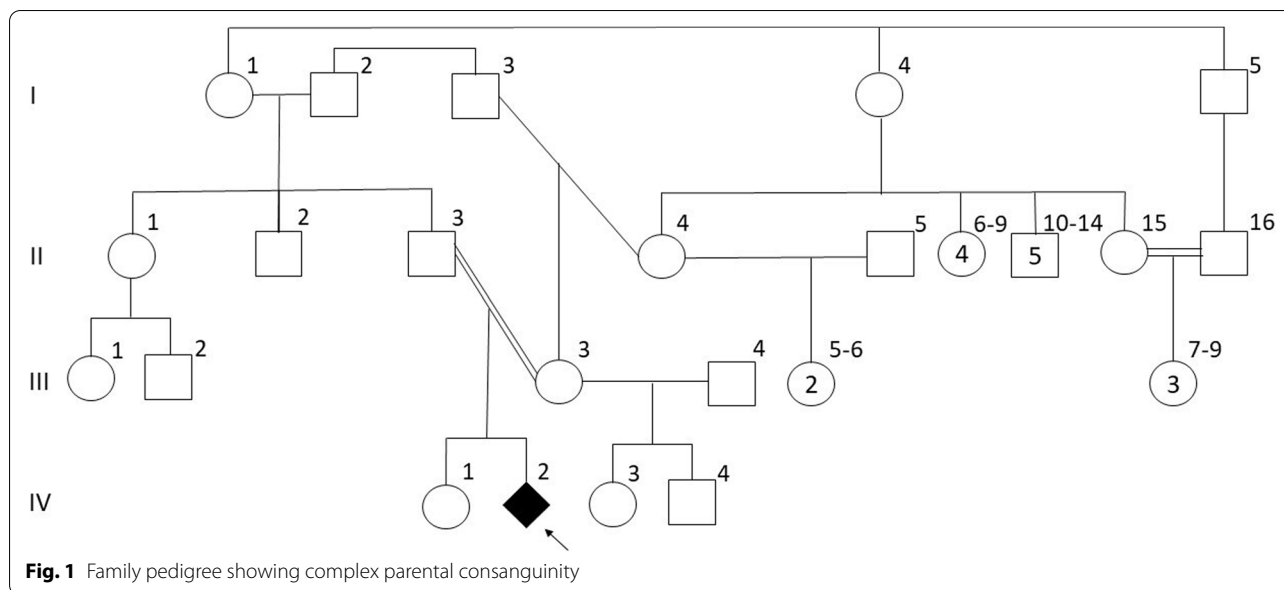 1 2 3 4 5
I
1 2 3 4 5 6-9 10-14 15 16
II 4 5
1 2 3 4 5-6 7-9
III 2 3
1 2 3 4
IV
Fig. 1 Family pedigree showing complex parental consanguinity